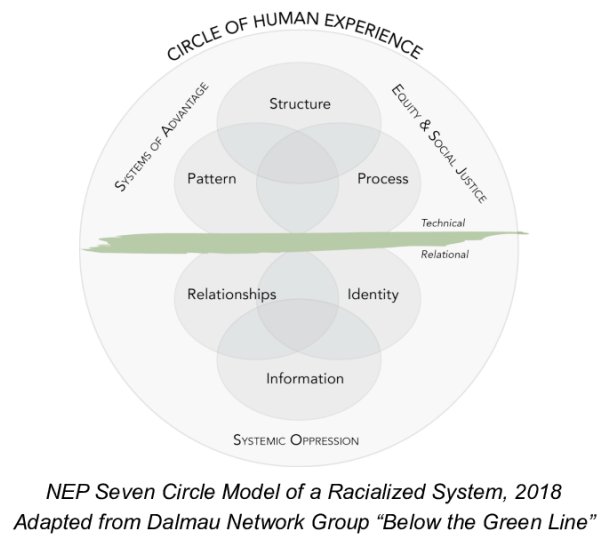 CIRCLE OF HUMAN EXPERIENCE
SYSTEMS OF ADVANTAGE
EQUITY & SOCIAL JUSTICE
Structure
Pattern
Process
Technical
Relational
Relationships
Identity
Information
SYSTEMIC OPPRESSION
NEP Seven Circle Model of a Racialized System, 2018
Adapted from Dalmau Network Group “Below the Green Line”